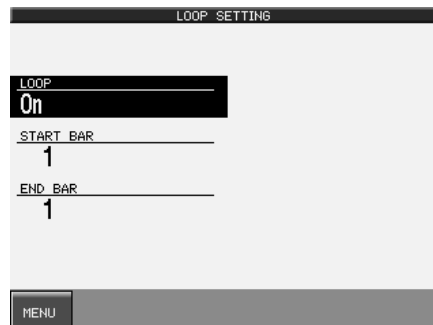 LOOP SETTING
LOOP
On
START BAR
1
END BAR
1
MENU